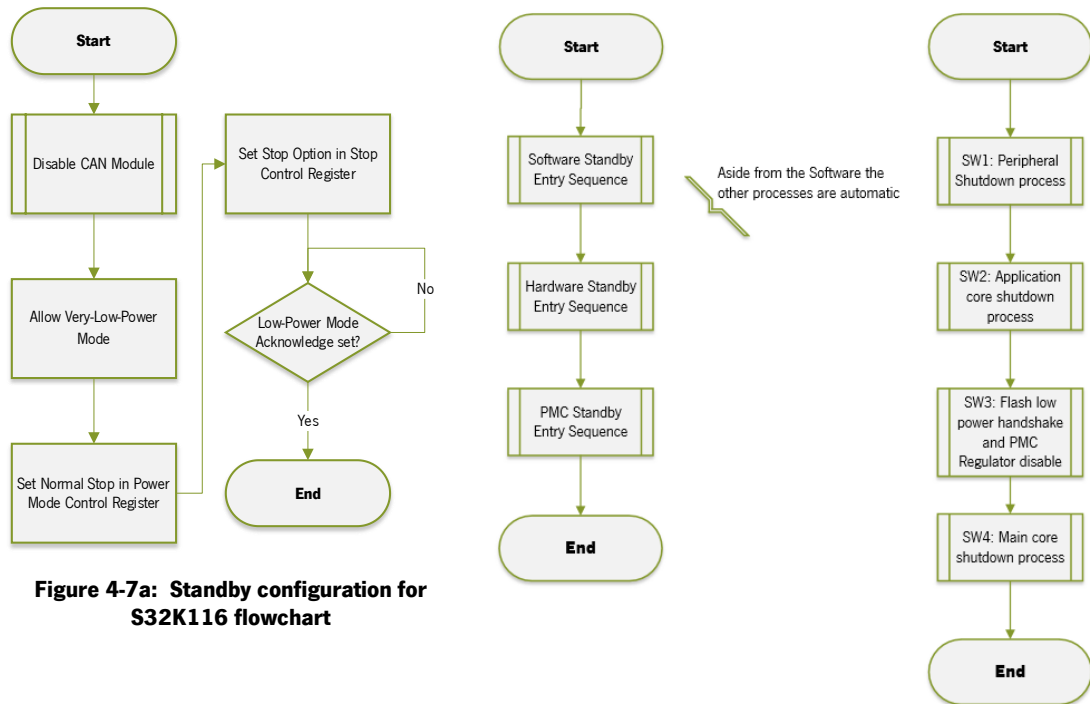 Start
Disable CAN Module
Allow Very-Low-Power
Mode
Set Normal Stop in Power
Mode Control Register
Set Stop Option in Stop
Control Register
Low-Power Mode
Acknowledge set?
No
Yes
End
Figure 4-7a: Standby configuration for
S32K116 flowchart
Start
Software Standby
Entry Sequence
Hardware Standby
Entry Sequence
PMC Standby
Entry Sequence
End
Aside from the Software the
other processes are automatic
Start
SW1: Peripheral
Shutdown process
SW2: Application
core shutdown
process
SW3: Flash low
power handshake
and PMC
Regulator disable
SW4: Main core
shutdown process
End